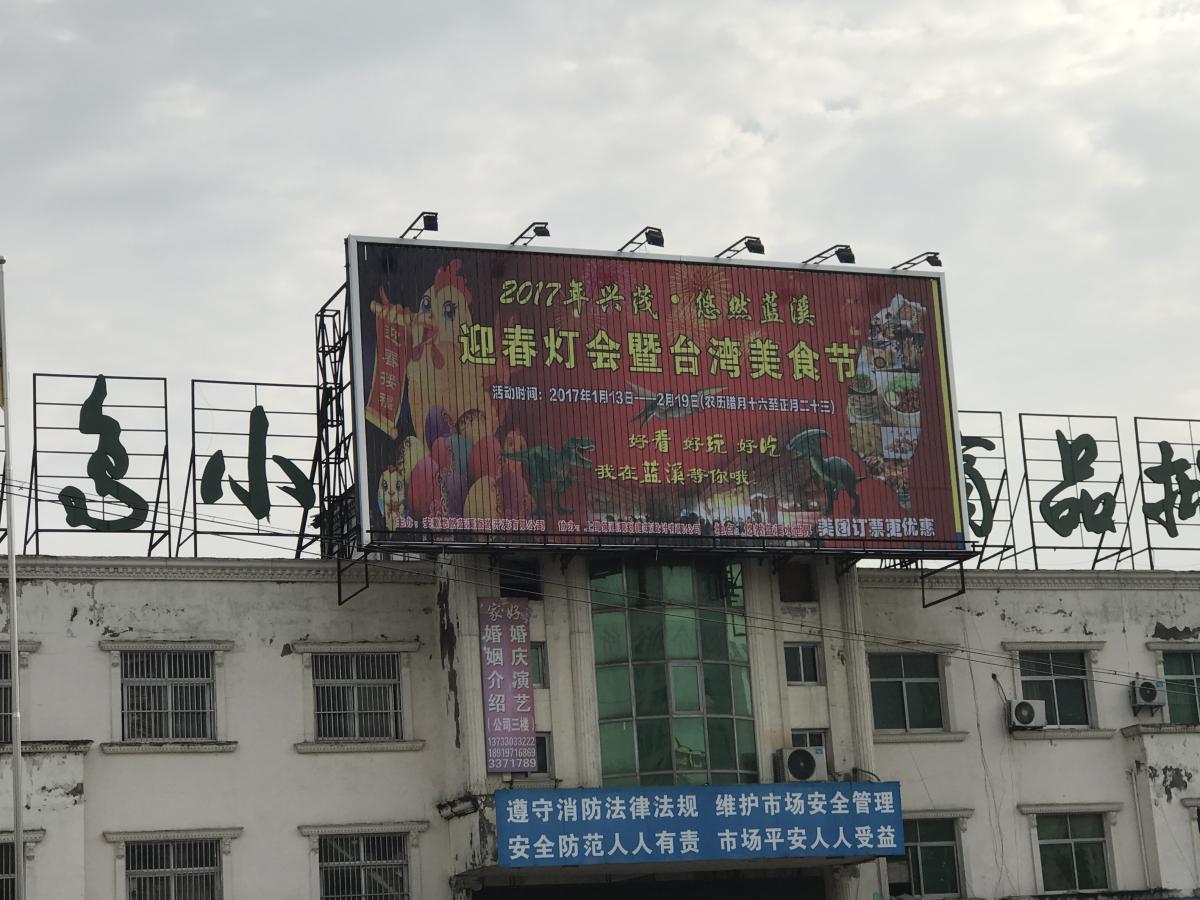 2017年兴茂·悠然蓝溪
迎春灯会暨台湾美食节
活动时间：2017年1月13日——2月19日(农历腊月十六至正月二十三)
好看 好玩 好吃
我在蓝溪等你哦
美团订票更优惠
迎春接福
小
品
家好
婚姻介绍
婚庆演艺
(公司三楼)
13733033222
18919716869
3371789
遵守消防法律法规 维护市场安全管理
安全防范人人有责 市场平安人人受益